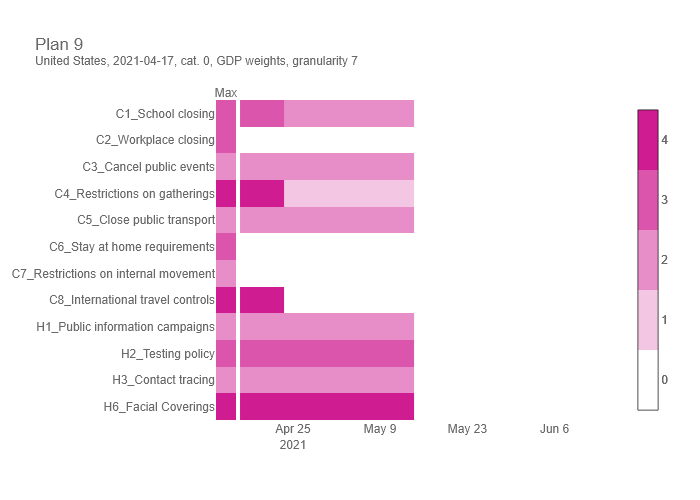 Plan 9
United States, 2021-04-17, cat. 0, GDP weights, granularity 7
Max
C1_School closing
C2_Workplace closing
C3_Cancel public events
C4_Restrictions on gatherings
C5_Close public transport
C6_Stay at home requirements
C7_Restrictions on internal movement
C8_International travel controls
H1_Public information campaigns
H2_Testing policy
H3_Contact tracing
H6_Facial Coverings
Apr 25 May 9 May 23 Jun 6
2021
4
3
2
1
0